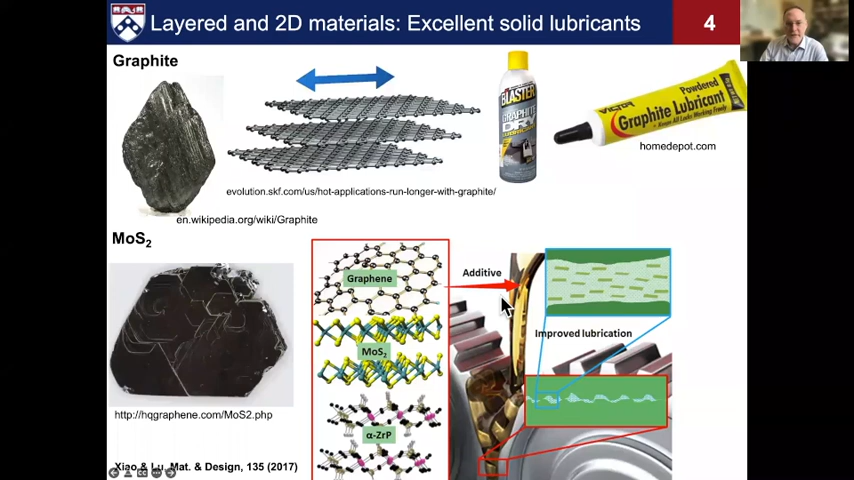 Layered and 2D materials: Excellent solid lubricants
4
Graphite
BLASTER
GRAPHITE
DRY
Powdered
Graphite Lubricant
homedepot.com
evolution.skf.com/us/hot-applications-run-longer-with-graphite/
en.wikipedia.org/wiki/Graphite
MoS₂
Graphene
Additive
Improved lubrication
MoS₂
α-ZrP
http://hqgraphene.com/MoS2.php
Xiao & Lu, Mat. & Design, 135 (2017)